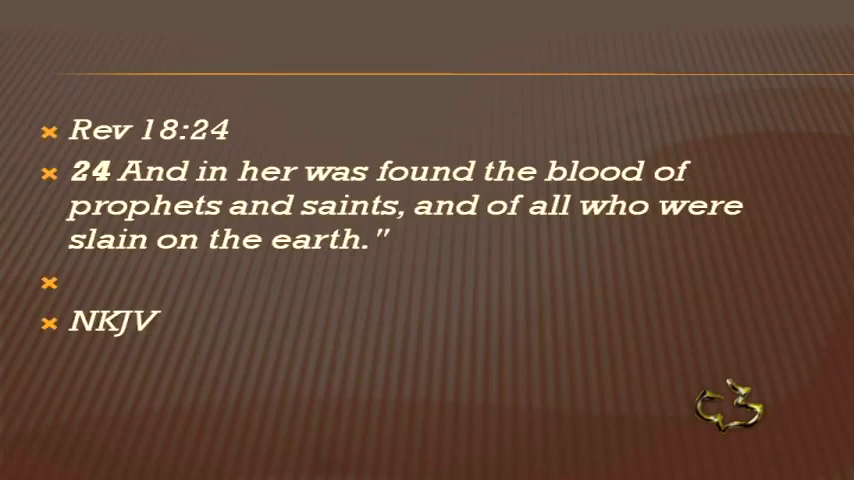 Rev 18:24
24 And in her was found the blood of
prophets and saints, and of all who were
slain on the earth."
NKJV